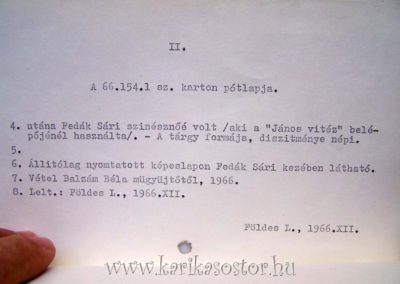 II.
A 66.154.1 sz. karton pótlapja.
4. utána Fedák Sári szinésznőé volt /aki a "János vitéz" belé-
pőjénél használta/. - A tárgy formája, diszitménye népi.
5.
6. Állitólag nyomtatott képeslapon Fedák Sári kezében látható.
7. Vétel Balzám Béla műgyüjtőtől, 1966.
8. Lelt.: Földes L., 1966.XII.
Földes L., 1966.XII.
www.karikasostor.hu